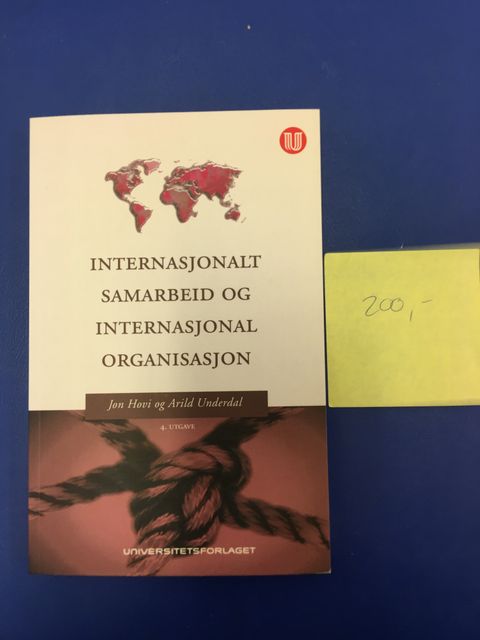 INTERNASJONALT
SAMARBEID OG
INTERNASJONAL
ORGANISASJON
Jon Hovi og Arild Underdal
4. UTGAVE
UNIVERSITETSFORLAGET
200,-